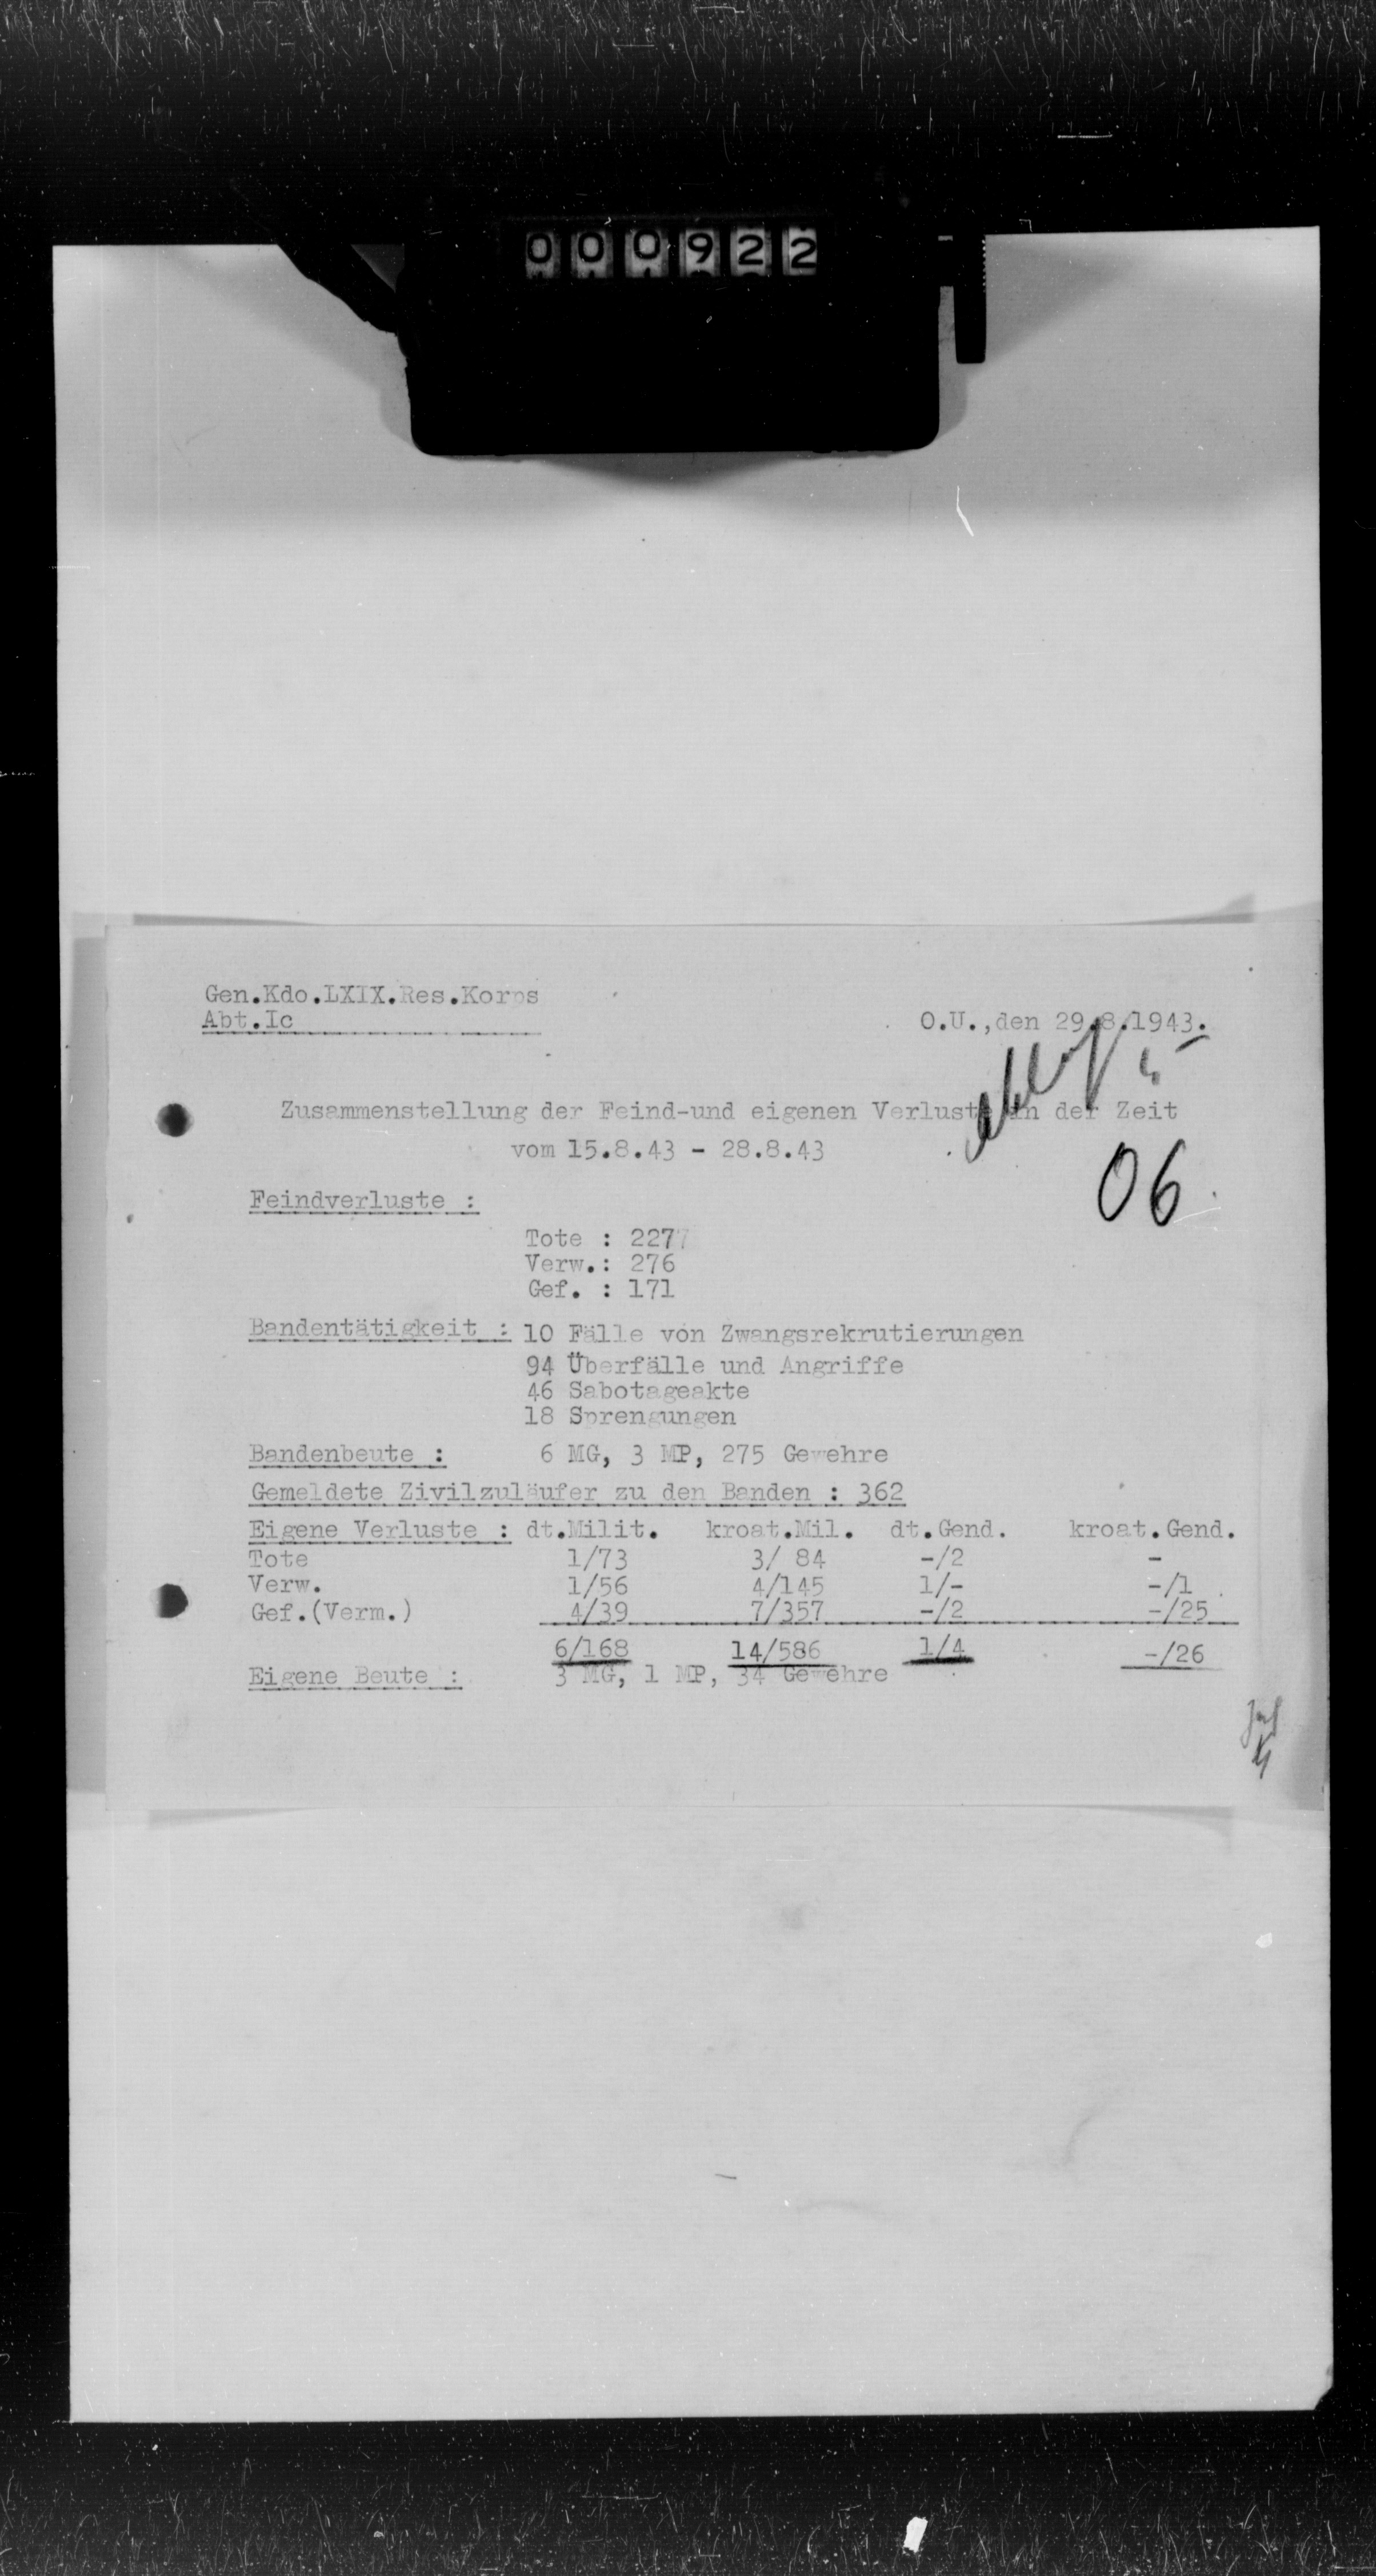 000922
Gen.Kdo.LXIX.Res.Korps
Abt.Ic
O.U.,den 29.8.1943.
Zusammenstellung der Feind-und eigenen Verluste in der Zeit
vom 15.8.43 - 28.8.43
06
Feindverluste :
Tote : 2277
Verw.: 276
Gef. : 171
Bandentätigkeit : 10 Fälle von Zwangsrekrutierungen
94 Überfälle und Angriffe
46 Sabotageakte
18 Sprengungen
Bandenbeute : 6 MG, 3 MP, 275 Gewehre
Gemeldete Zivilzuläufer zu den Banden : 362
Eigene Verluste : dt.Milit. kroat.Mil. dt.Gend. kroat.Gend.
Tote 1/73 3/ 84 -/2 -
Verw. 1/56 4/145 1/- -/1
Gef.(Verm.) 4/39 7/357 -/2 -/25
6/168 14/586 1/4 -/26
Eigene Beute : 3 MG, 1 MP, 34 Gewehre